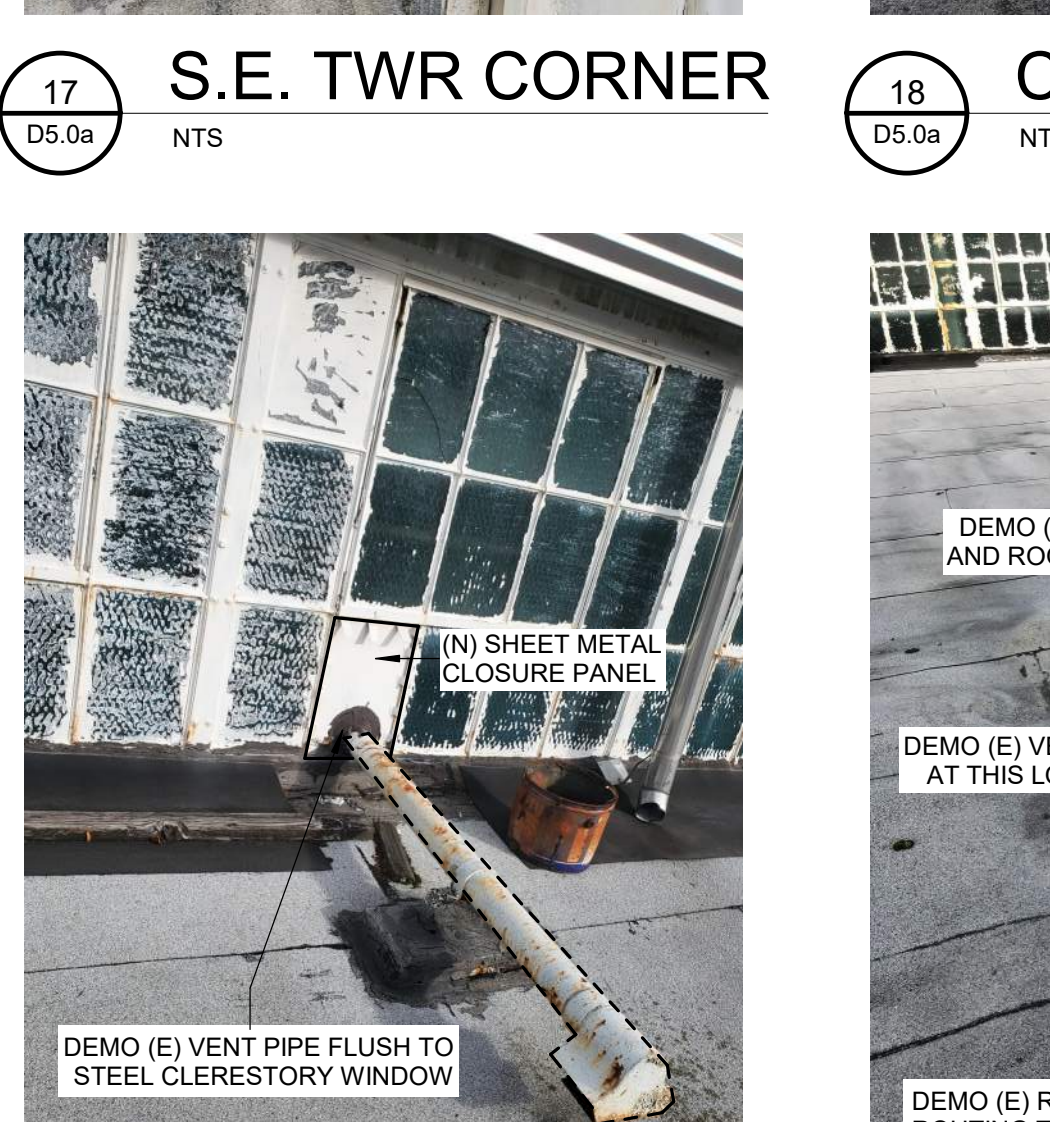 17
D5.0a
S.E. TWR CORNER
NTS
18
D5.0a
(N) SHEET METAL
CLOSURE PANEL
DEMO (E) VENT PIPE FLUSH TO
STEEL CLERESTORY WINDOW
DEMO (
AND
DEMO (E)
AT THIS
DEMO (E)